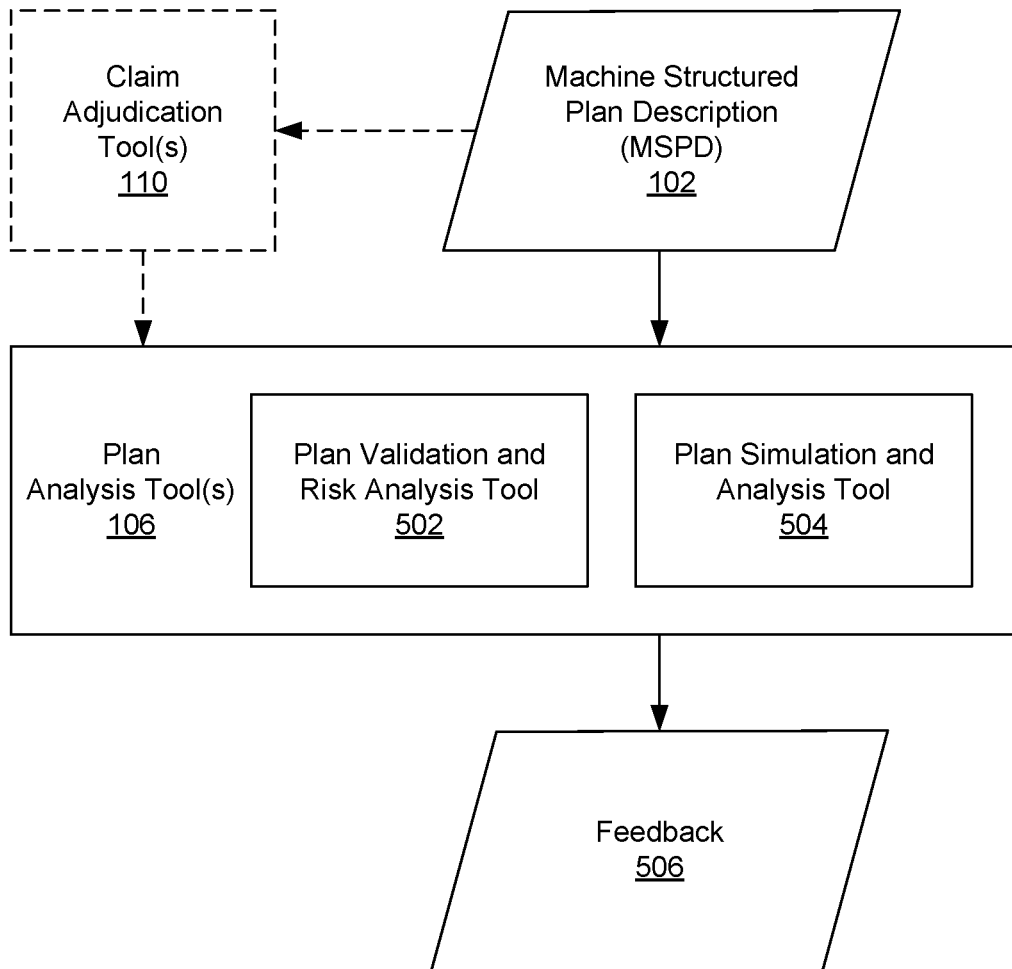 Claim
Adjudication
Tool(s)
110
Machine Structured
Plan Description
(MSPD)
102
Plan
Analysis Tool(s)
106
Plan Validation and
Risk Analysis Tool
502
Plan Simulation and
Analysis Tool
504
Feedback
506